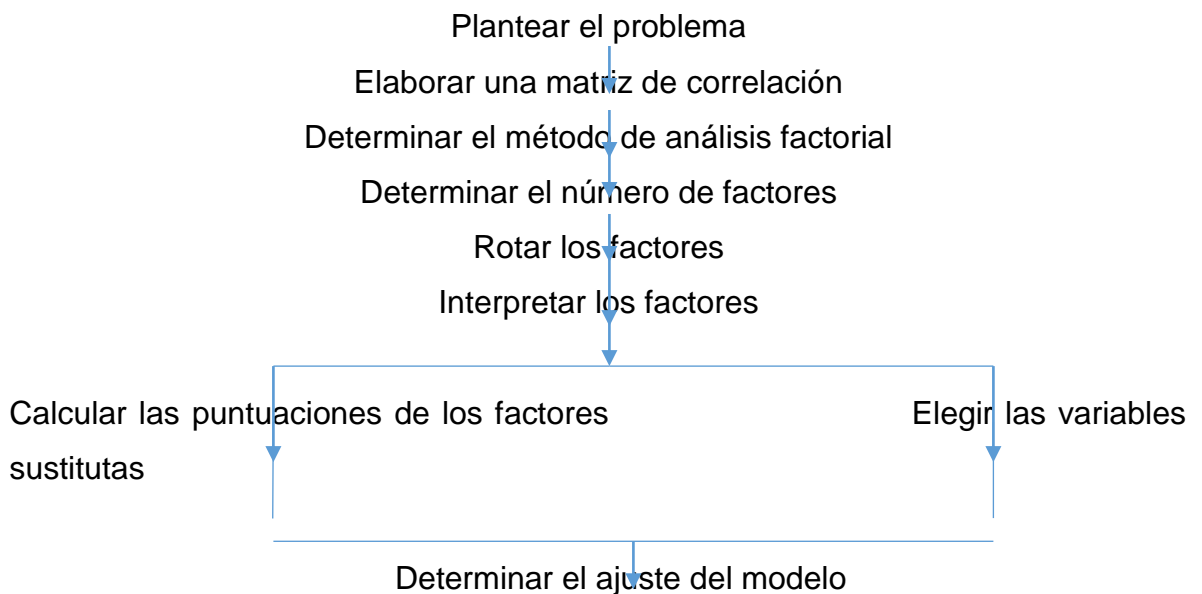 Plantear el problema
Elaborar una matriz de correlación
Determinar el método de análisis factorial
Determinar el número de factores
Rotar los factores
Interpretar los factores
Calcular las puntuaciones de los factores Elegir las variables
sustitutas
Determinar el ajuste del modelo